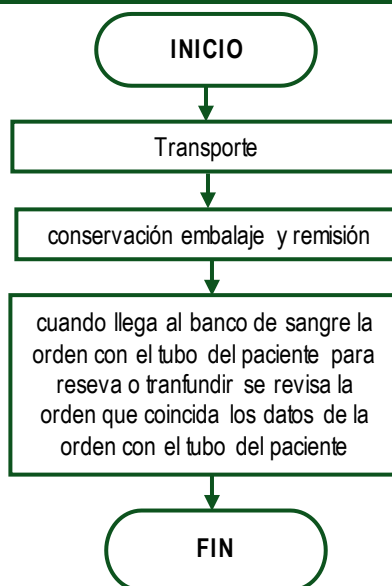 INICIO
Transporte
conservación embalaje y remisión
cuando llega al banco de sangre la
orden con el tubo del paciente para
reseva o tranfundir se revisa la
orden que coincida los datos de la
orden con el tubo del paciente
FIN